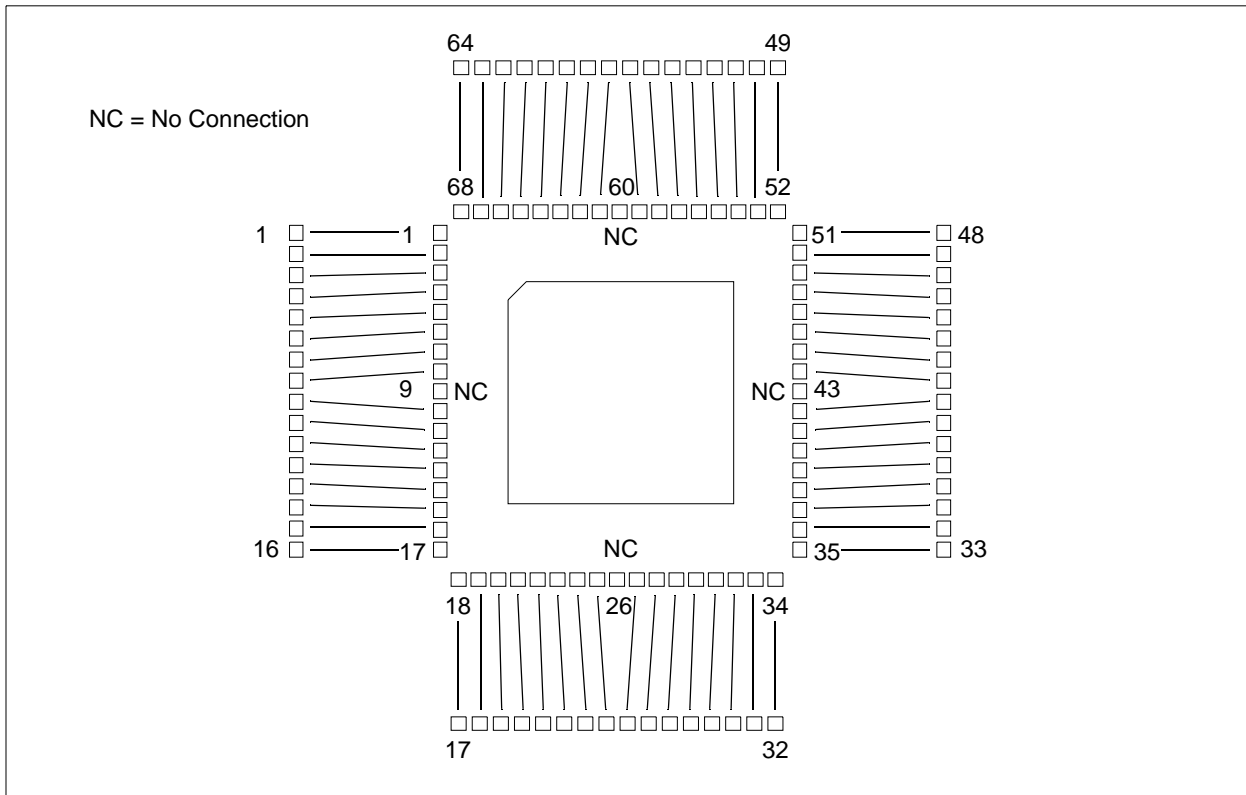 64 49
NC = No Connection
68 60 52
1 1 NC 51 48
9 NC NC 43
16 17 NC 35 33
18 26 34
17 32